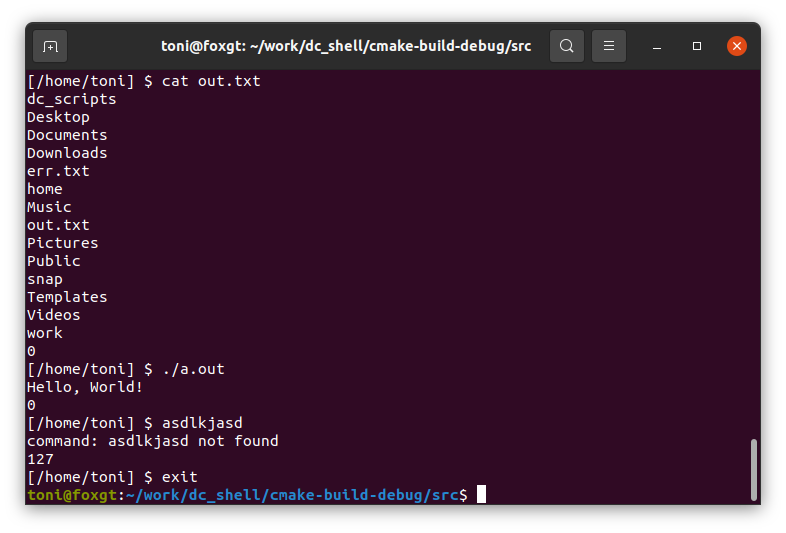 toni@foxgt: ~/work/dc_shell/cmake-build-debug/src
[/home/toni] $ cat out.txt
dc_scripts
Desktop
Documents
Downloads
err.txt
home
Music
out.txt
Pictures
Public
snap
Templates
Videos
work
0
[/home/toni] $ ./a.out
Hello, World!
0
[/home/toni] $ asdlkjasd
command: asdlkjasd not found
127
[/home/toni] $ exit
toni@foxgt:~/work/dc_shell/cmake-build-debug/src$